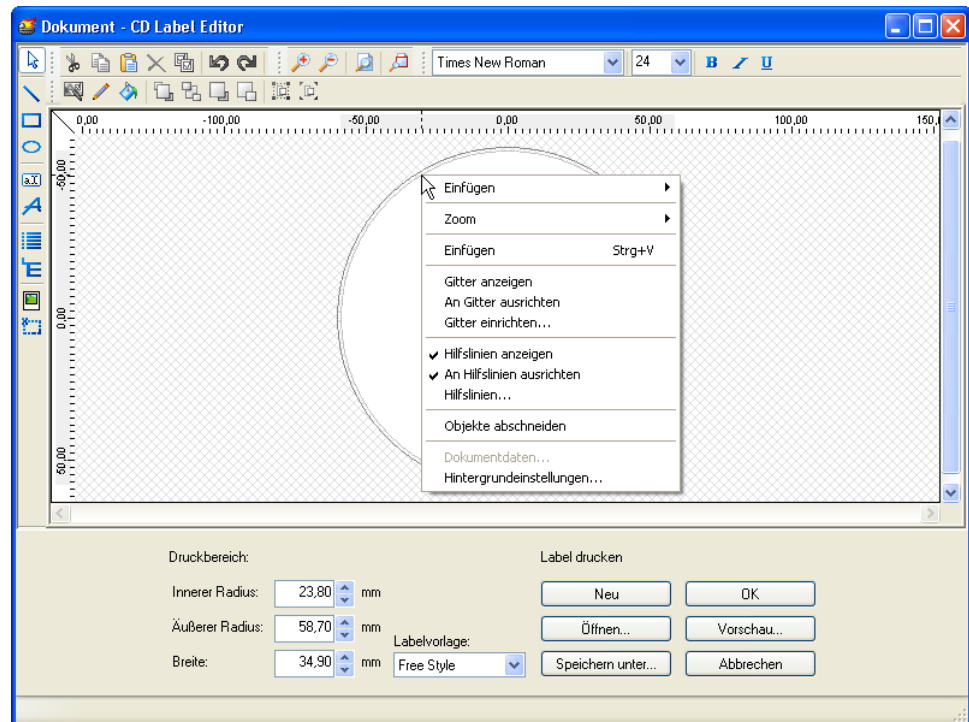 Dokument - CD Label Editor
Times New Roman 24 B I U
0,00 -100,00 -50,00 0,00 50,00 100,00 150,
-50,00
0,00
50,00
Einfügen
Zoom
Einfügen Strg+V
Gitter anzeigen
An Gitter ausrichten
Gitter einrichten...
Hilfslinien anzeigen
An Hilfslinien ausrichten
Hilfslinien...
Objekte abschneiden
Dokumentdaten...
Hintergrundeinstellungen...
Druckbereich:
Innerer Radius: 23,80 mm
Äußerer Radius: 58,70 mm
Breite: 34,90 mm
Labelvorlage:
Free Style
Label drucken
Neu OK
Öffnen... Vorschau...
Speichern unter... Abbrechen